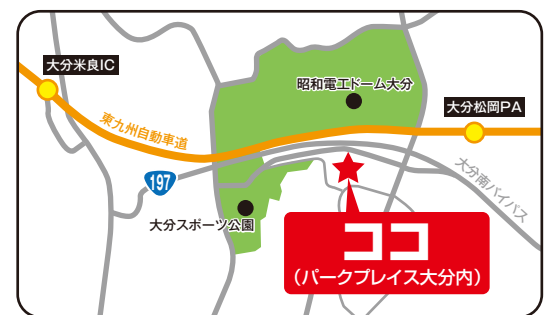 大分米良IC
昭和電工ドーム大分
大分松岡PA
東九州自動車道
197
大分南バイパス
大分スポーツ公園
ココ
(パークプレイス大分内)